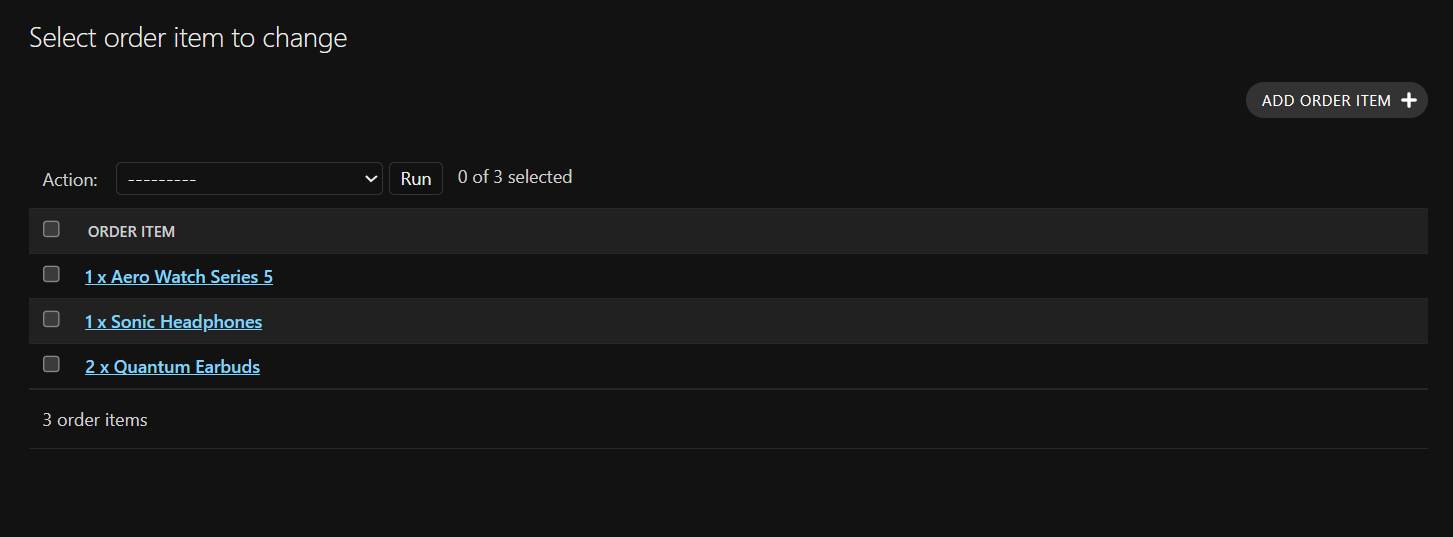 Select order item to change
ADD ORDER ITEM +
Action: --------- Run 0 of 3 selected
ORDER ITEM
1 x Aero Watch Series 5
1 x Sonic Headphones
2 x Quantum Earbuds
3 order items